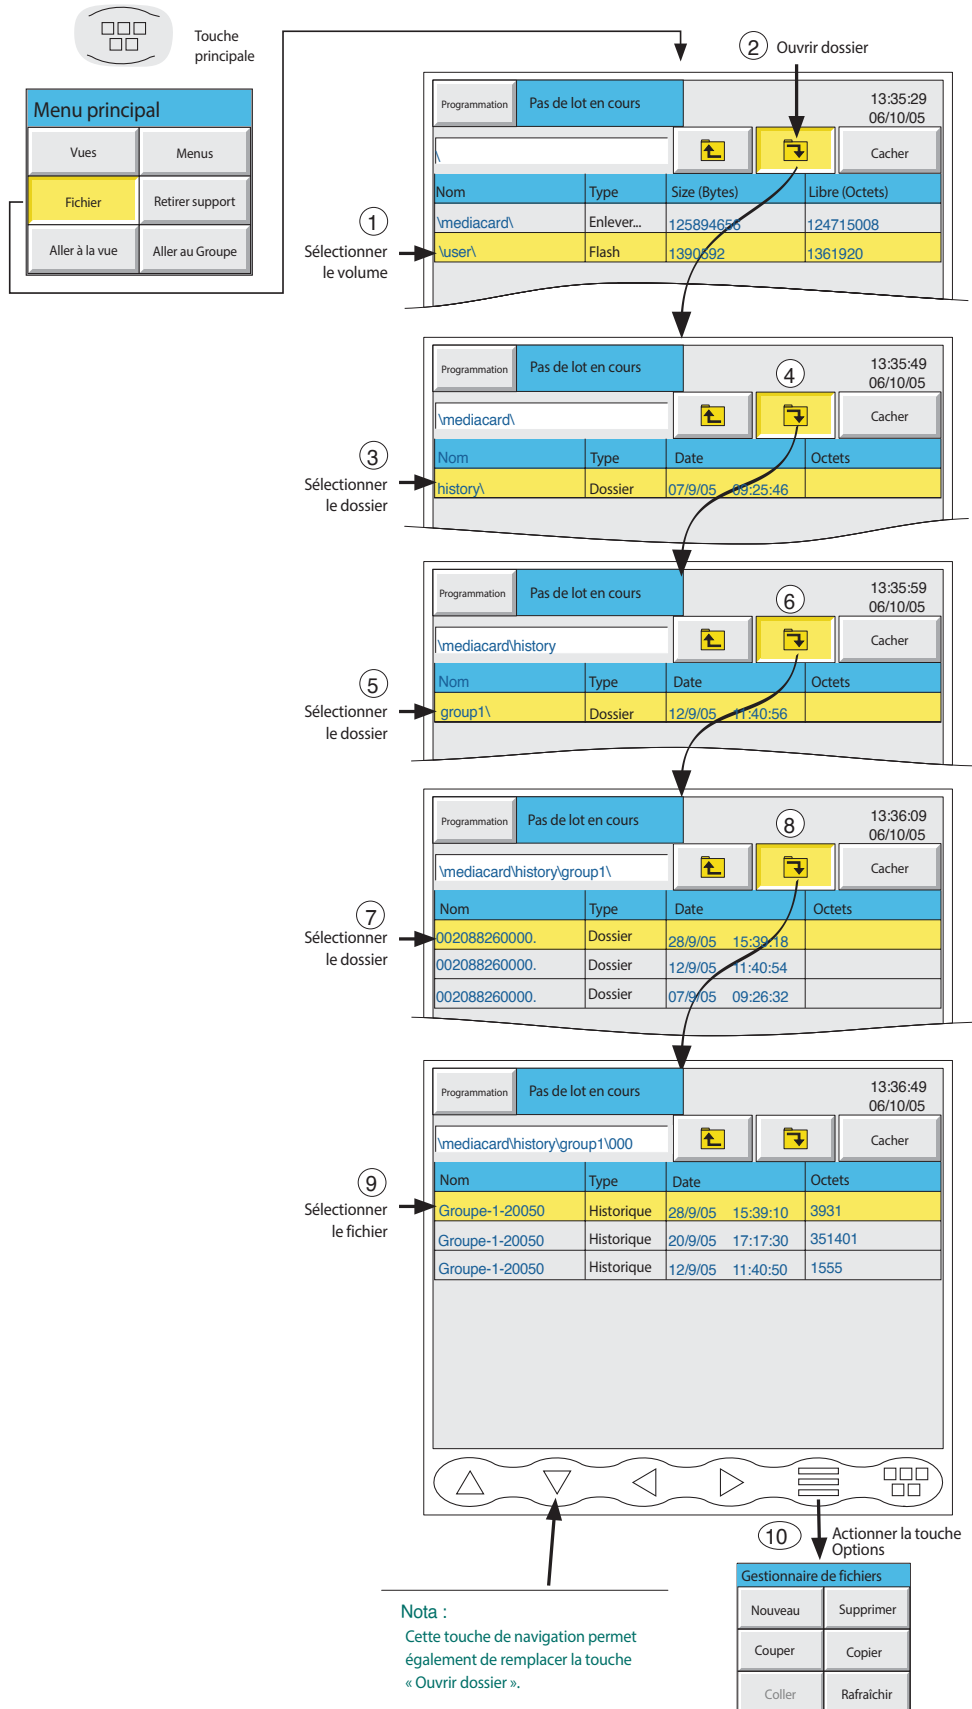 Touche
principale
Menu principal
Vues
Menus
Fichier
Retirer support
Aller à la vue
Aller au Groupe
2 Ouvrir dossier
Programmation
Pas de lot en cours
13:35:29
06/10/05
\
Cacher
Nom Type Size (Bytes) Libre (Octets)
\mediacard\ Enlever... 125894656 124715008
\user\ Flash 1390592 1361920
1
Sélectionner
le volume
Programmation
Pas de lot en cours
4
13:35:49
06/10/05
\mediacard\
Cacher
Nom Type Date Octets
history\ Dossier 07/9/05 09:25:46
3
Sélectionner
le dossier
Programmation
Pas de lot en cours
6
13:35:59
06/10/05
\mediacard\history
Cacher
Nom Type Date Octets
group1\ Dossier 12/9/05 11:40:56
5
Sélectionner
le dossier
Programmation
Pas de lot en cours
8
13:36:09
06/10/05
\mediacard\history\group1\
Cacher
Nom Type Date Octets
002088260000. Dossier 28/9/05 15:39:18
002088260000. Dossier 12/9/05 11:40:54
002088260000. Dossier 07/9/05 09:26:32
7
Sélectionner
le dossier
Programmation
Pas de lot en cours
13:36:49
06/10/05
\mediacard\history\group1\000
Cacher
Nom Type Date Octets
Groupe-1-20050 Historique 28/9/05 15:39:10 3931
Groupe-1-20050 Historique 20/9/05 17:17:30 351401
Groupe-1-20050 Historique 12/9/05 11:40:50 1555
9
Sélectionner
le fichier
10 Actionner la touche
Options
Gestionnaire de fichiers
Nouveau
Supprimer
Couper
Copier
Coller
Rafraîchir
Nota :
Cette touche de navigation permet
également de remplacer la touche
« Ouvrir dossier ».